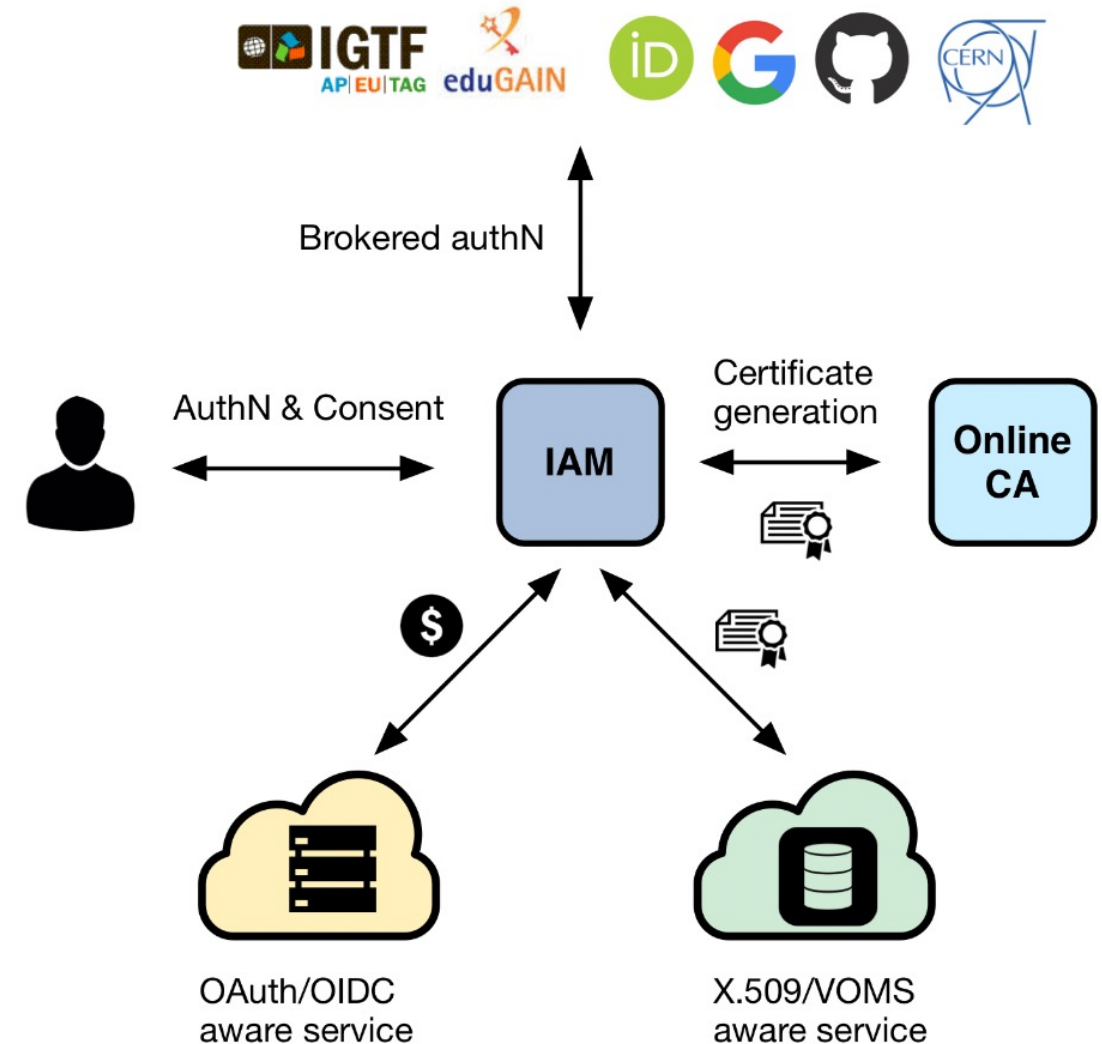 IGTF
AP|EU|TAG
eduGAIN
iD
G
CERN
Brokered authN
AuthN & Consent
Certificate
generation
IAM
Online
CA
$
OAuth/OIDC
aware service
X.509/VOMS
aware service